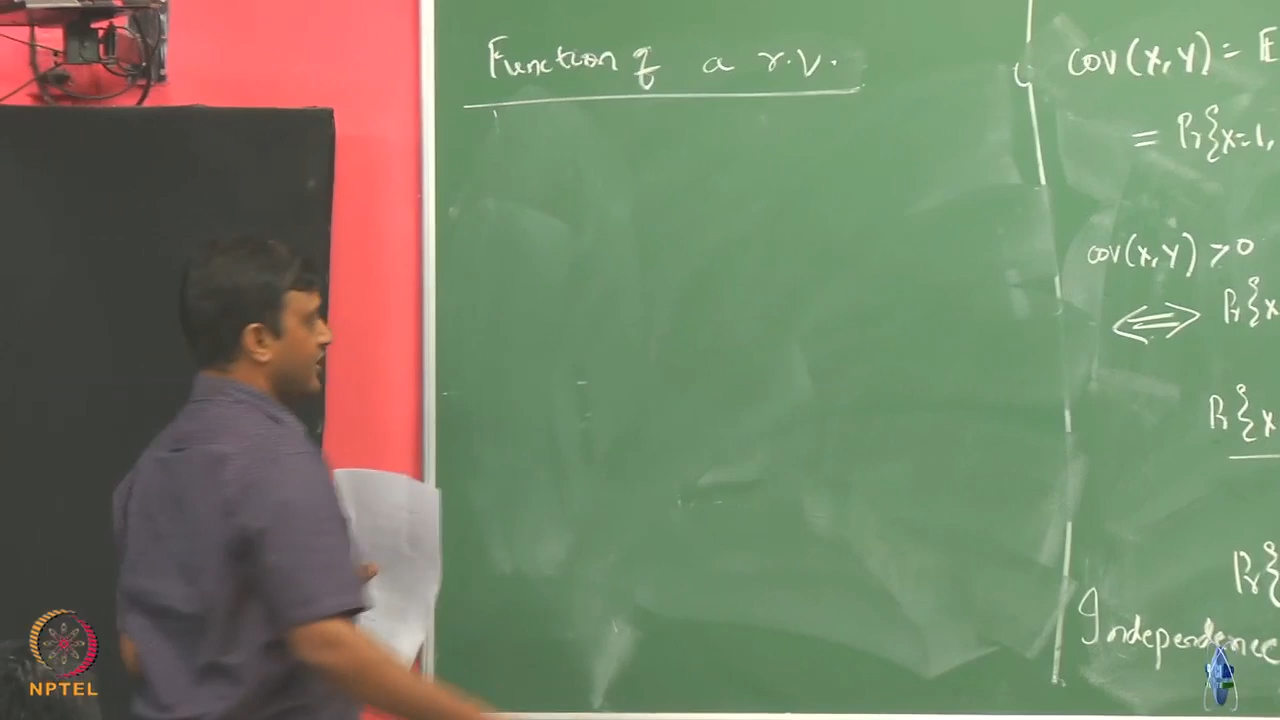 Function of a r.v.
cov(X,Y) = E
= Pr{X=1,
cov(X,Y) > 0
⟺ Pr{X
Pr{X
Pr{
Independence
NPTEL